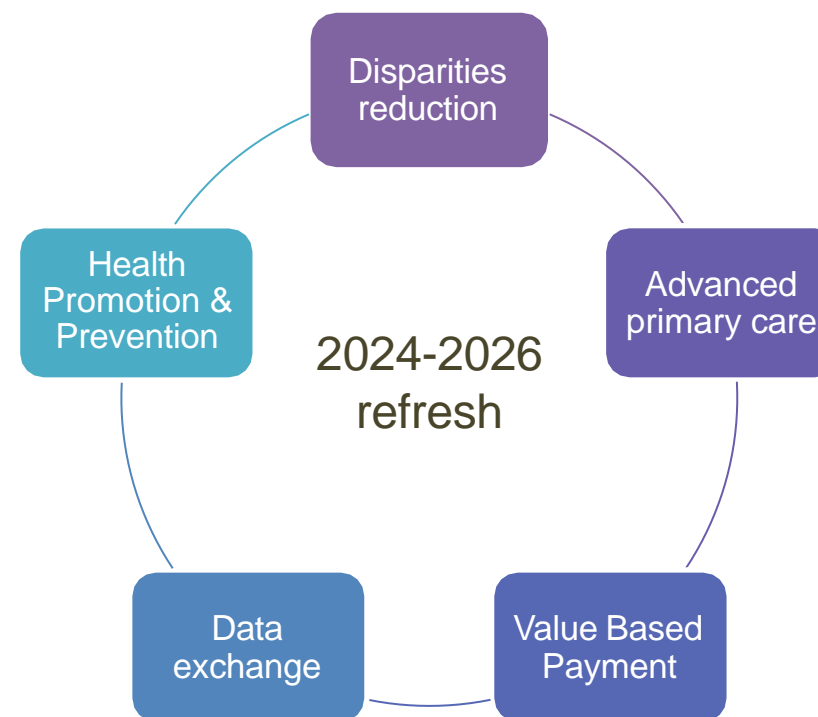 Disparities
reduction
Advanced
primary care
Value Based
Payment
Data
exchange
Health
Promotion &
Prevention
2024-2026
refresh